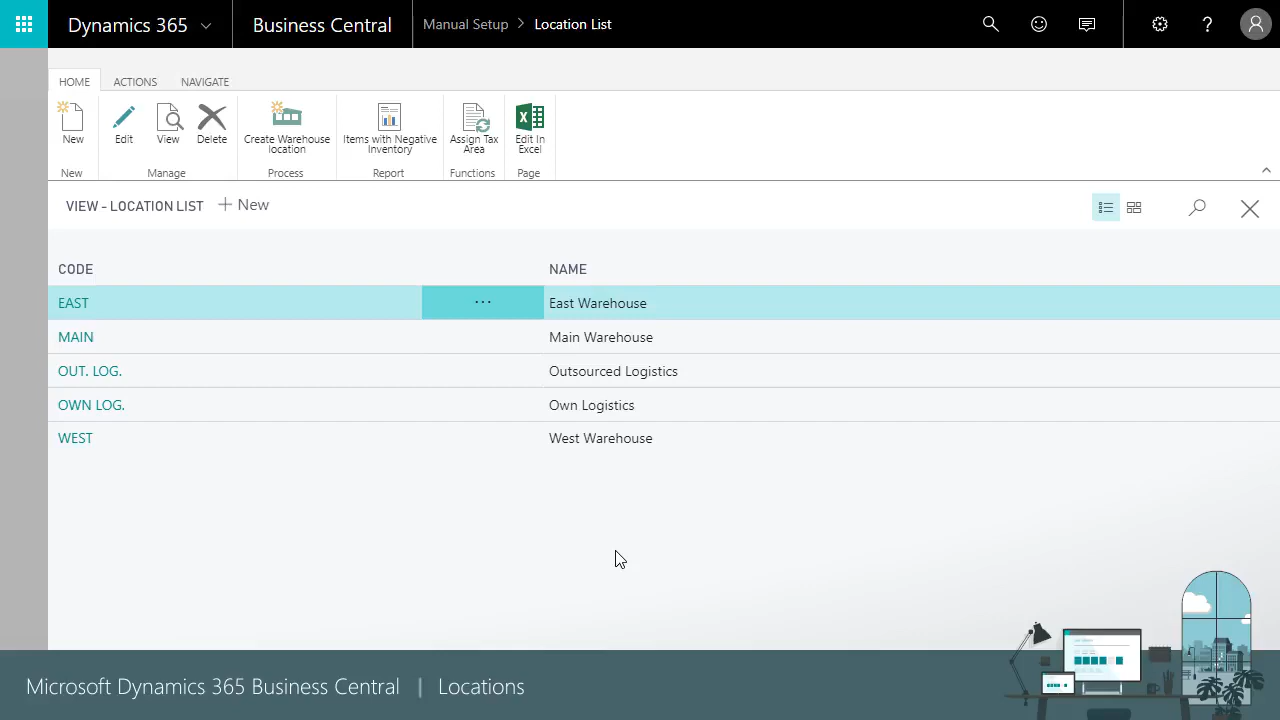 Dynamics 365 Business Central Manual Setup > Location List ?
HOME ACTIONS NAVIGATE
New Edit View Delete Create Warehouse location Items with Negative Inventory Assign Tax Area Edit In Excel
New Manage Process Report Functions Page
VIEW - LOCATION LIST + New
CODE NAME
EAST ... East Warehouse
MAIN Main Warehouse
OUT. LOG. Outsourced Logistics
OWN LOG. Own Logistics
WEST West Warehouse
Microsoft Dynamics 365 Business Central | Locations